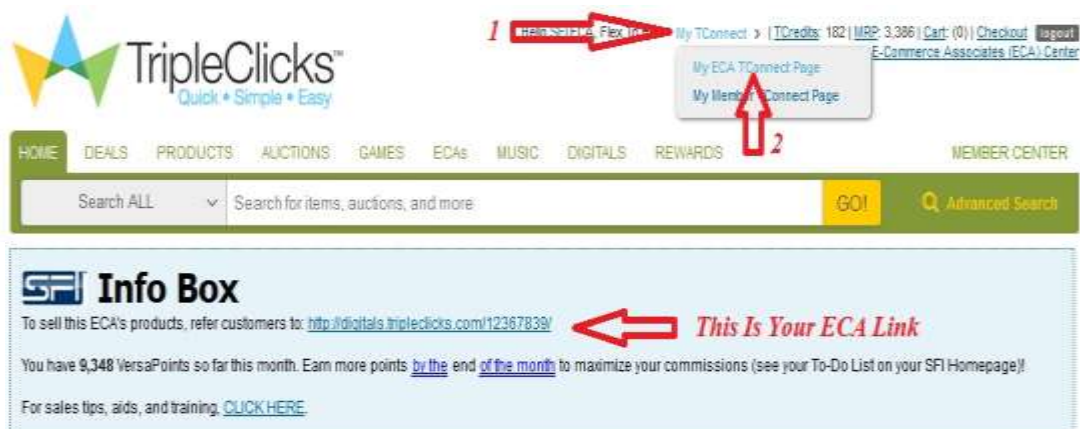 1
Hello SFIECA, Flex
My TConnect > | TCredits: 182 | MRP: 3,386 | Cart: (0) | Checkout logout
E-Commerce Associates (ECA) Center
TripleClicks™
Quick • Simple • Easy
My ECA TConnect Page
My Member TConnect Page
2
HOME DEALS PRODUCTS AUCTIONS GAMES ECAs MUSIC DIGITALS REWARDS MEMBER CENTER
Search ALL Search for items, auctions, and more GO! Advanced Search
SFI Info Box
To sell this ECA's products, refer customers to: http://digitals.tripleclicks.com/12367839/ This Is Your ECA Link
You have 9,348 VersaPoints so far this month. Earn more points by the end of the month to maximize your commissions (see your To-Do List on your SFI Homepage)!
For sales tips, aids, and training, CLICK HERE.